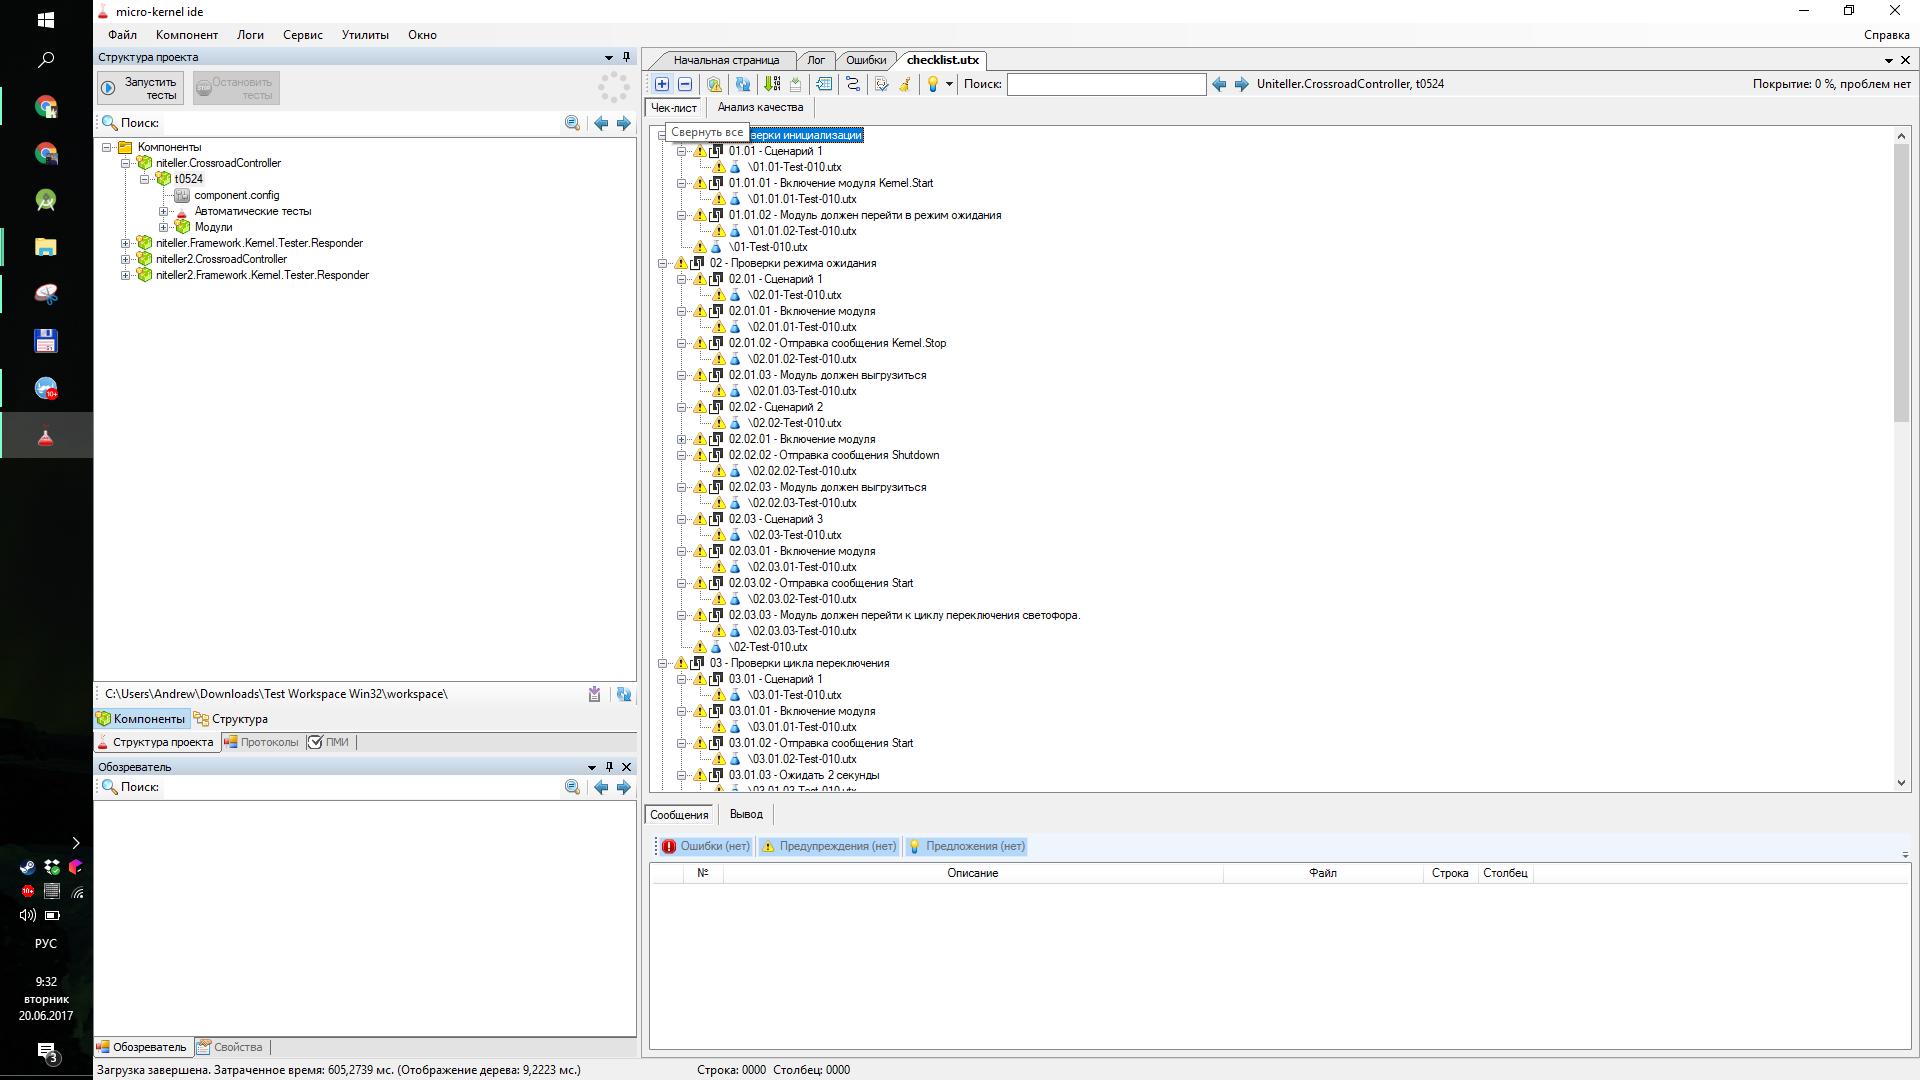 micro-kernel ide
Файл Компонент Логи Сервис Утилиты Окно Справка
Структура проекта
Запустить тесты
Остановить тесты
Поиск:
Компоненты
niteller.CrossroadController
t0524
component.config
Автоматические тесты
Модули
niteller.Framework.Kernel.Tester.Responder
niteller2.CrossroadController
niteller2.Framework.Kernel.Tester.Responder
C:\Users\Andrew\Downloads\Test Workspace Win32\workspace\
Компоненты Структура
Структура проекта Протоколы ПМИ
Обозреватель
Поиск:
Обозреватель Свойства
Загрузка завершена. Затраченное время: 605,2739 мс. (Отображение дерева: 9,2223 мс.)
Начальная страница Лог Ошибки checklist.utx
Поиск: Uniteller.CrossroadController, t0524 Покрытие: 0 %, проблем нет
Чек-лист Анализ качества
Свернуть все
верки инициализации
01.01 - Сценарий 1
\01.01-Test-010.utx
01.01.01 - Включение модуля Kernel.Start
\01.01.01-Test-010.utx
01.01.02 - Модуль должен перейти в режим ожидания
\01.01.02-Test-010.utx
\01-Test-010.utx
02 - Проверки режима ожидания
02.01 - Сценарий 1
\02.01-Test-010.utx
02.01.01 - Включение модуля
\02.01.01-Test-010.utx
02.01.02 - Отправка сообщения Kernel.Stop
\02.01.02-Test-010.utx
02.01.03 - Модуль должен выгрузиться
\02.01.03-Test-010.utx
02.02 - Сценарий 2
\02.02-Test-010.utx
02.02.01 - Включение модуля
02.02.02 - Отправка сообщения Shutdown
\02.02.02-Test-010.utx
02.02.03 - Модуль должен выгрузиться
\02.02.03-Test-010.utx
02.03 - Сценарий 3
\02.03-Test-010.utx
02.03.01 - Включение модуля
\02.03.01-Test-010.utx
02.03.02 - Отправка сообщения Start
\02.03.02-Test-010.utx
02.03.03 - Модуль должен перейти к циклу переключения светофора.
\02.03.03-Test-010.utx
\02-Test-010.utx
03 - Проверки цикла переключения
03.01 - Сценарий 1
\03.01-Test-010.utx
03.01.01 - Включение модуля
\03.01.01-Test-010.utx
03.01.02 - Отправка сообщения Start
\03.01.02-Test-010.utx
03.01.03 - Ожидать 2 секунды
\03.01.03-Test-010.utx
Сообщения Вывод
Ошибки (нет) Предупреждения (нет) Предложения (нет)
№ Описание Файл Строка Столбец
Строка: 0000 Столбец: 0000
РУС
9:32
вторник
20.06.2017
3